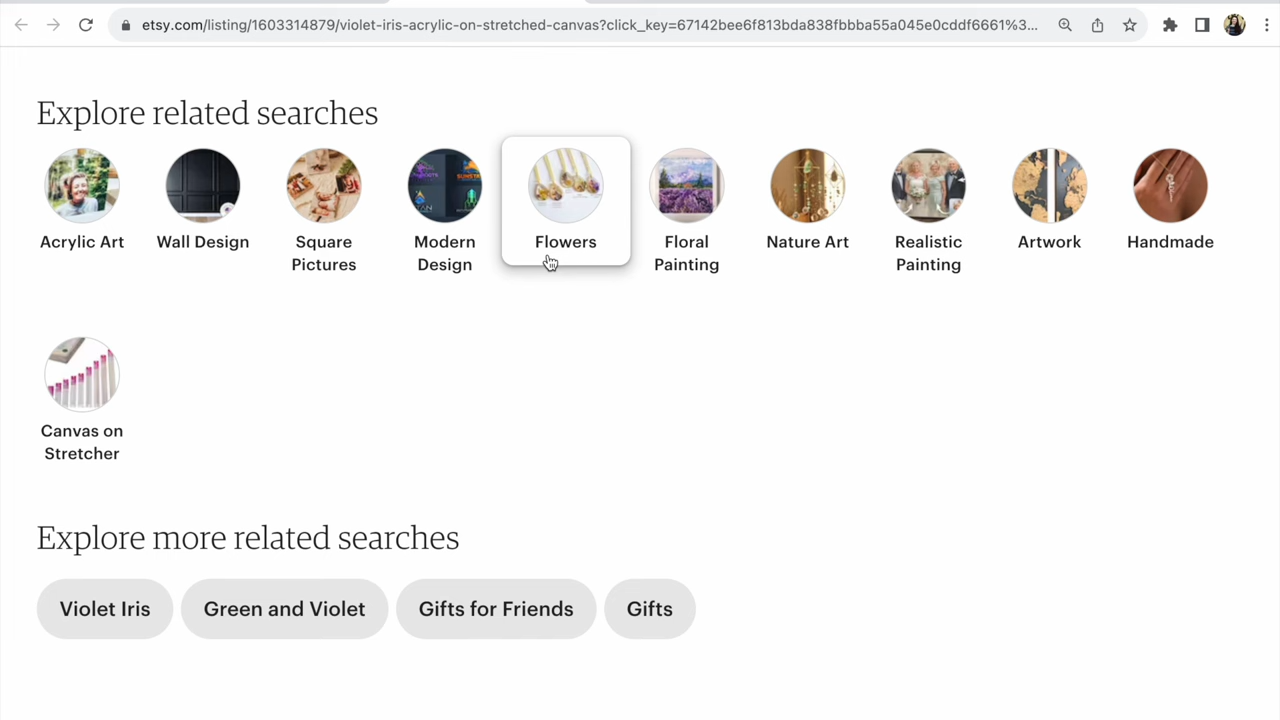 etsy.com/listing/1603314879/violet-iris-acrylic-on-stretched-canvas?click_key=67142bee6f813bda838fbbba55a045e0cddf6661%3...
Explore related searches
Acrylic Art
Wall Design
Square
Pictures
Modern
Design
Flowers
Floral
Painting
Nature Art
Realistic
Painting
Artwork
Handmade
Canvas on
Stretcher
Explore more related searches
Violet Iris
Green and Violet
Gifts for Friends
Gifts